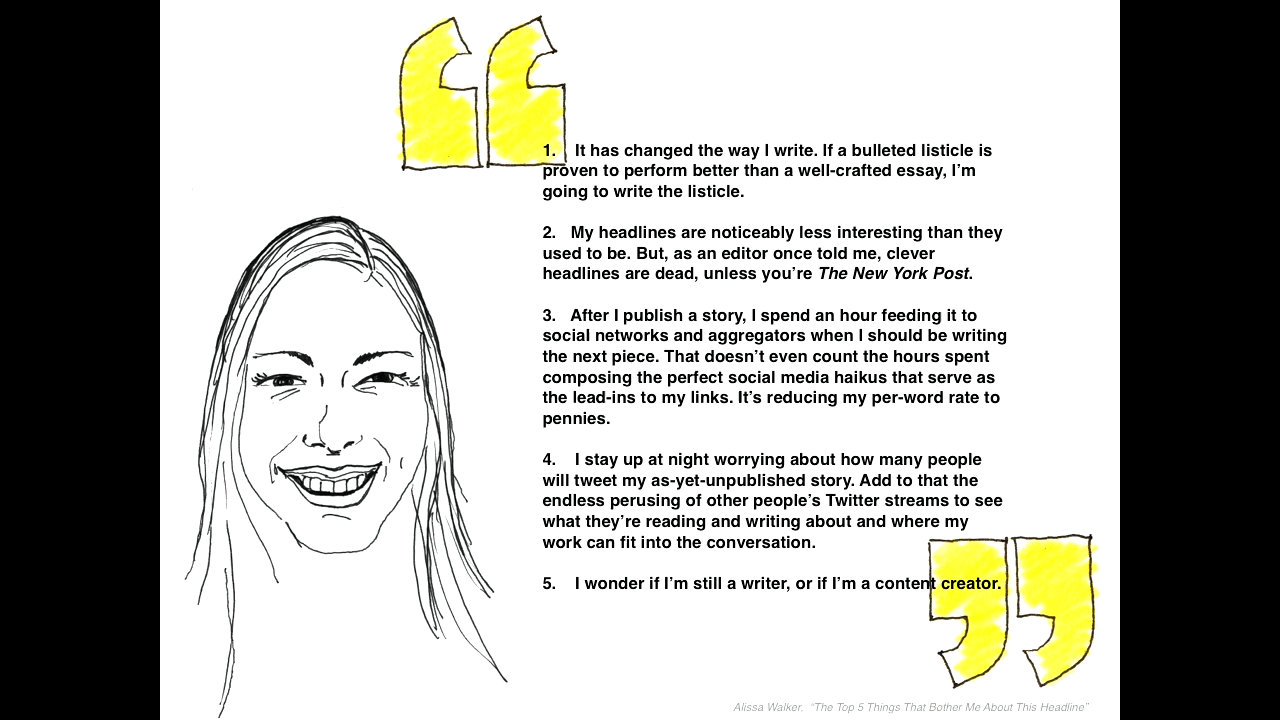 1. It has changed the way I write. If a bulleted listicle is
proven to perform better than a well-crafted essay, I'm
going to write the listicle.
2. My headlines are noticeably less interesting than they
used to be. But, as an editor once told me, clever
headlines are dead, unless you're The New York Post.
3. After I publish a story, I spend an hour feeding it to
social networks and aggregators when I should be writing
the next piece. That doesn't even count the hours spent
composing the perfect social media haikus that serve as
the lead-ins to my links. It's reducing my per-word rate to
pennies.
4. I stay up at night worrying about how many people
will tweet my as-yet-unpublished story. Add to that the
endless perusing of other people's Twitter streams to see
what they're reading and writing about and where my
work can fit into the conversation.
5. I wonder if I'm still a writer, or if I'm a content creator.
Alissa Walker. “The Top 5 Things That Bother Me About This Headline”